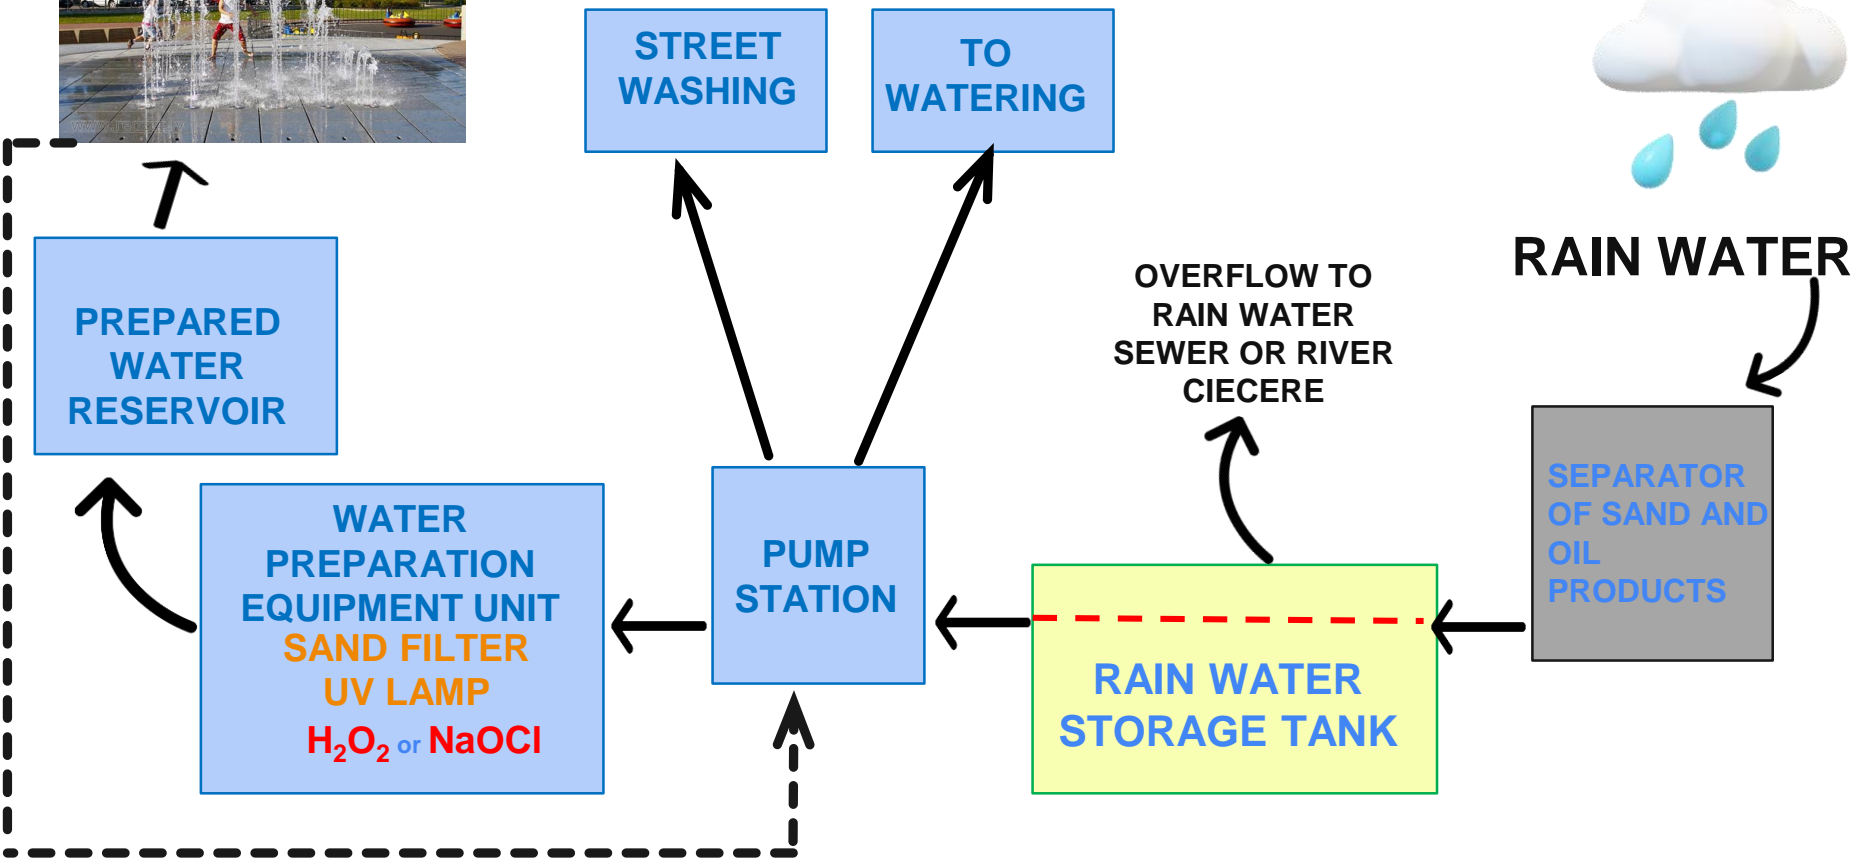 STREET
WASHING
TO
WATERING
RAIN WATER
OVERFLOW TO
RAIN WATER
SEWER OR RIVER
CIECERE
PREPARED
WATER
RESERVOIR
SEPARATOR
OF SAND AND
OIL
PRODUCTS
WATER
PREPARATION
EQUIPMENT UNIT
SAND FILTER
UV LAMP
H₂O₂ or NaOCl
PUMP
STATION
RAIN WATER
STORAGE TANK